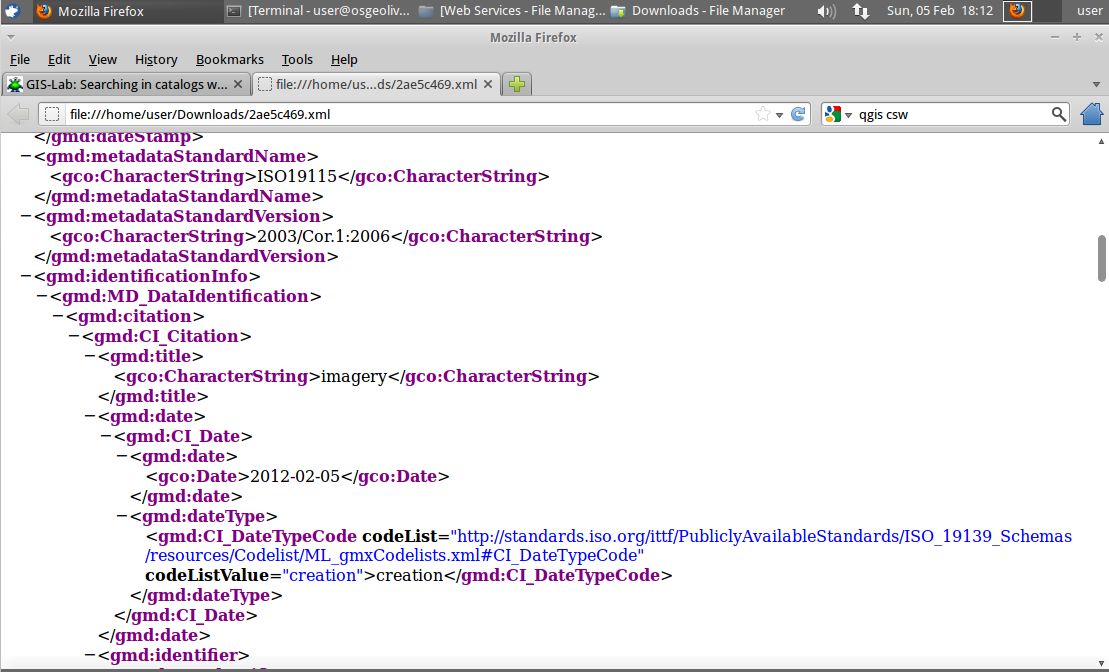 Mozilla Firefox [Terminal - user@osgeoliv... [Web Services - File Manag... Downloads - File Manager Sun, 05 Feb 18:12 user
Mozilla Firefox
File Edit View History Bookmarks Tools Help
GIS-Lab: Searching in catalogs w... file:///home/us...ds/2ae5c469.xml
file:///home/user/Downloads/2ae5c469.xml qgis csw
</gmd:dateStamp>
−<gmd:metadataStandardName>
<gco:CharacterString>ISO19115</gco:CharacterString>
</gmd:metadataStandardName>
−<gmd:metadataStandardVersion>
<gco:CharacterString>2003/Cor.1:2006</gco:CharacterString>
</gmd:metadataStandardVersion>
−<gmd:identificationInfo>
−<gmd:MD_DataIdentification>
−<gmd:citation>
−<gmd:CI_Citation>
−<gmd:title>
<gco:CharacterString>imagery</gco:CharacterString>
</gmd:title>
−<gmd:date>
−<gmd:CI_Date>
−<gmd:date>
<gco:Date>2012-02-05</gco:Date>
</gmd:date>
−<gmd:dateType>
<gmd:CI_DateTypeCode codeList="http://standards.iso.org/ittf/PubliclyAvailableStandards/ISO_19139_Schemas
/resources/Codelist/ML_gmxCodelists.xml#CI_DateTypeCode"
codeListValue="creation">creation</gmd:CI_DateTypeCode>
</gmd:dateType>
</gmd:CI_Date>
</gmd:date>
−<gmd:identifier>